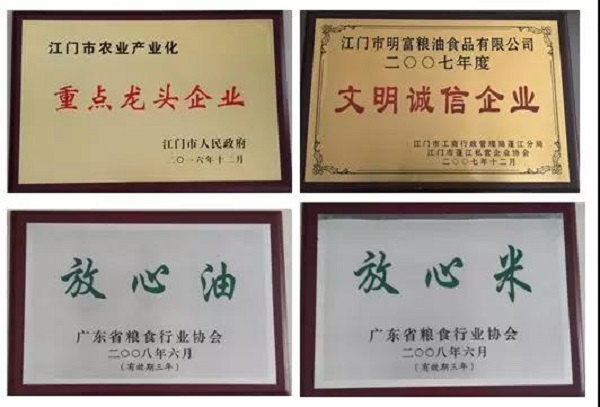 江门市农业产业化
重点龙头企业
江门市人民政府
二〇一六年十二月
江门市明富粮油食品有限公司
二〇〇七年度
文明诚信企业
江门市工商行政管理局蓬江分局
江门市蓬江私营企业协会
二〇〇七年十二月
放心油
广东省粮食行业协会
二〇〇八年六月
(有效期三年)
放心米
广东省粮食行业协会
二〇〇八年六月
(有效期三年)